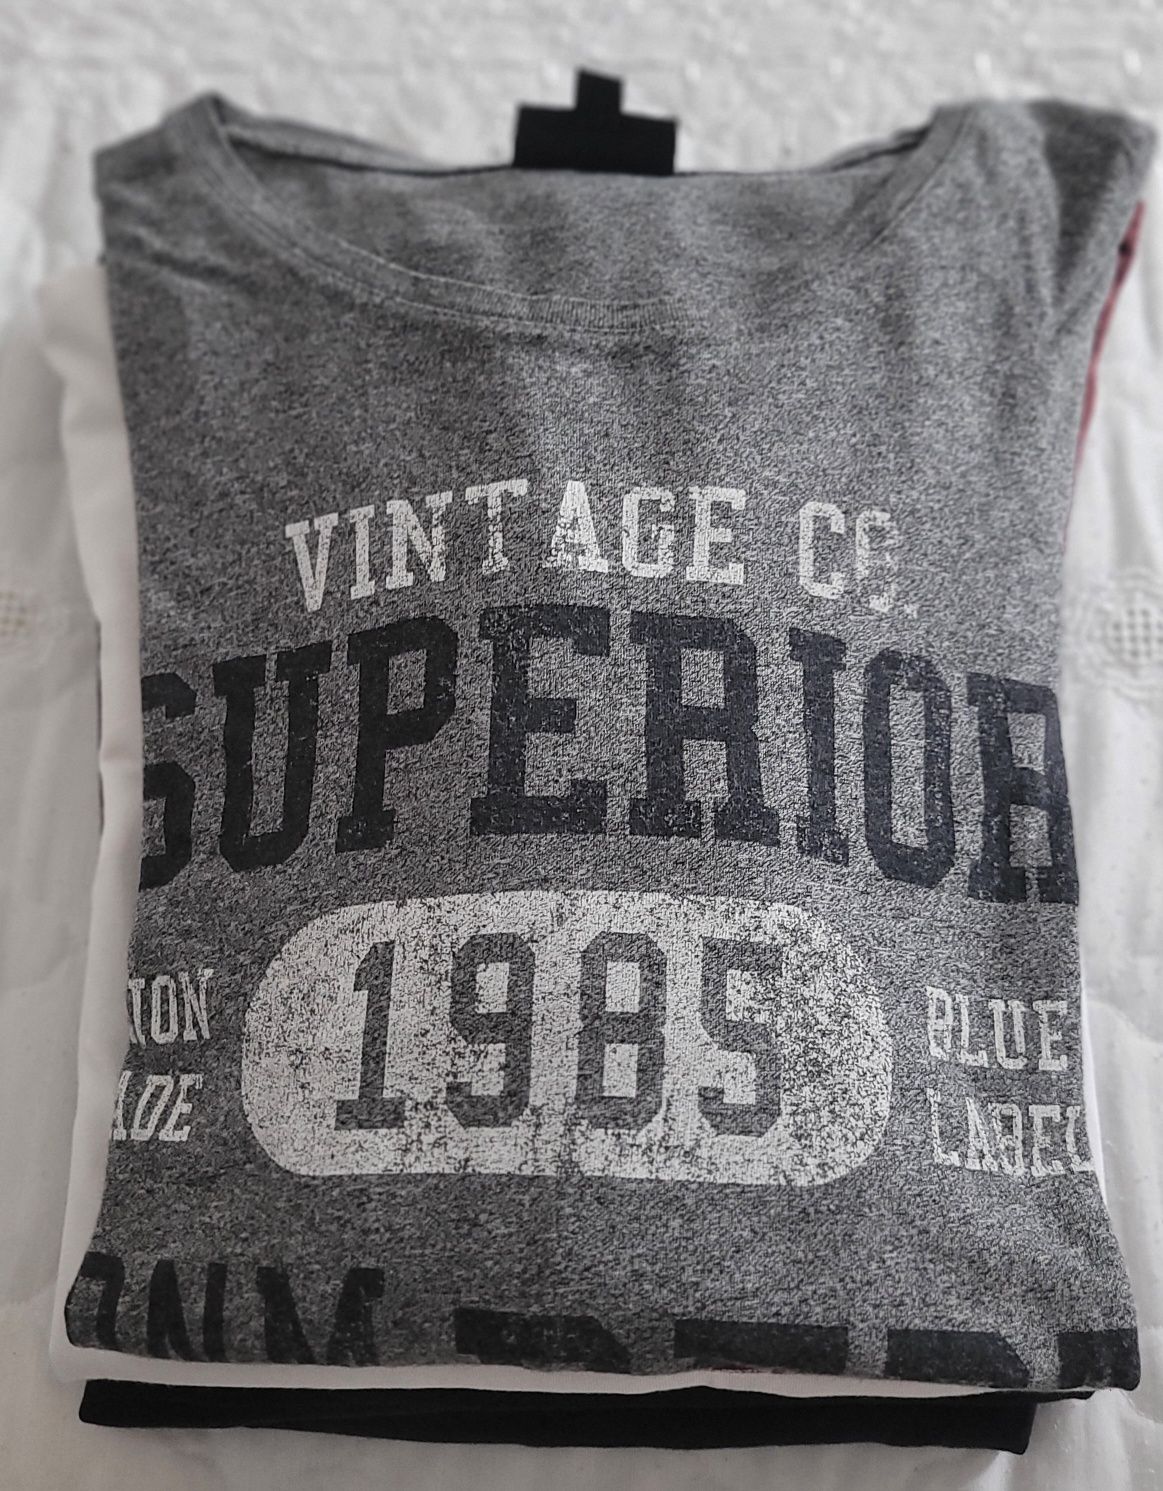 VINTAGE CO.
SUPERIOR
1985
BLUE
LABEL